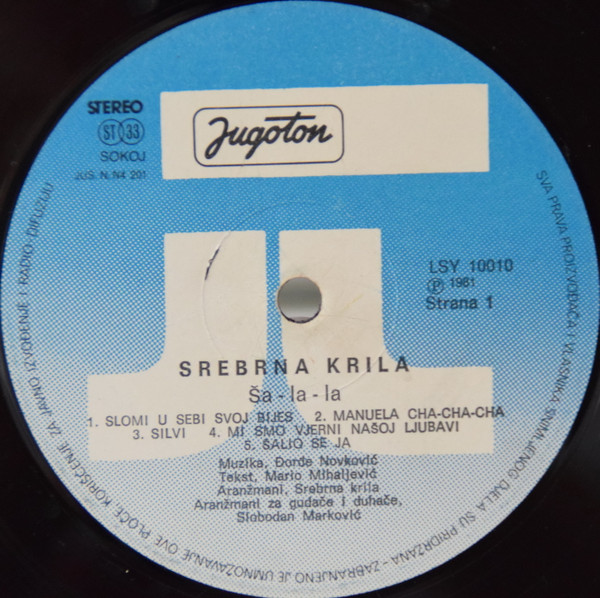 STEREO
ST 33
SOKOJ
JUS. N. N4 201
Jugoton
LSY 10010
Ⓟ 1981
Strana 1
SREBRNA KRILA
Ša - la - la
1. SLOMI U SEBI SVOJ BIJES 2. MANUELA CHA-CHA-CHA
3. SILVI 4. MI SMO VJERNI NAŠOJ LJUBAVI
5. ŠALIO SE JA
Muzika, Đorđe Novković
Tekst, Mario Mihaljević
Aranžmani, Srebrna krila
Aranžmani za gudače i duhače,
Slobodan Marković
SVA PRAVA PROIZVOĐAČA I VLASNIKA SNIMLJENOG DJELA SU PRIDRŽANA - ZABRANJENO JE UMNOŽAVANJE OVE PLOČE, KORIŠĆENJE ZA JAVNO IZVOĐENJE I RADIO-DIFUZIJU